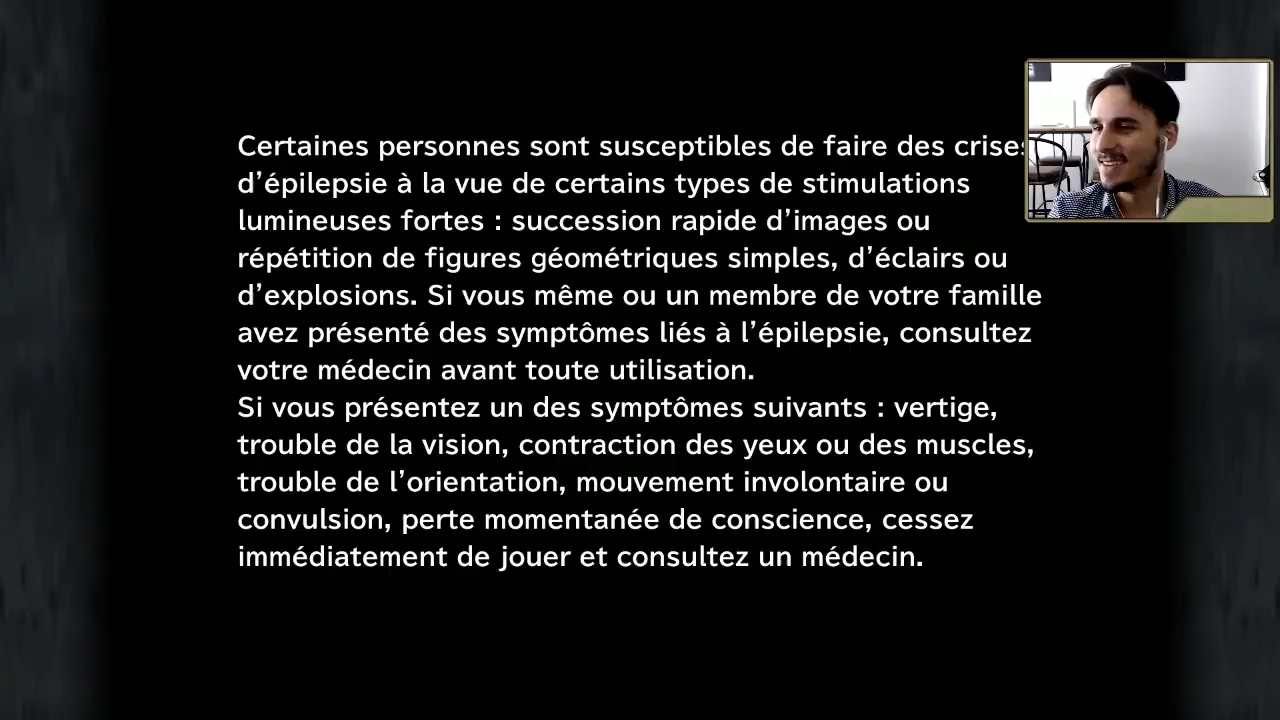 Certaines personnes sont susceptibles de faire des crises
d’épilepsie à la vue de certains types de stimulations
lumineuses fortes : succession rapide d’images ou
répétition de figures géométriques simples, d’éclairs ou
d’explosions. Si vous même ou un membre de votre famille
avez présenté des symptômes liés à l’épilepsie, consultez
votre médecin avant toute utilisation.
Si vous présentez un des symptômes suivants : vertige,
trouble de la vision, contraction des yeux ou des muscles,
trouble de l’orientation, mouvement involontaire ou
convulsion, perte momentanée de conscience, cessez
immédiatement de jouer et consultez un médecin.